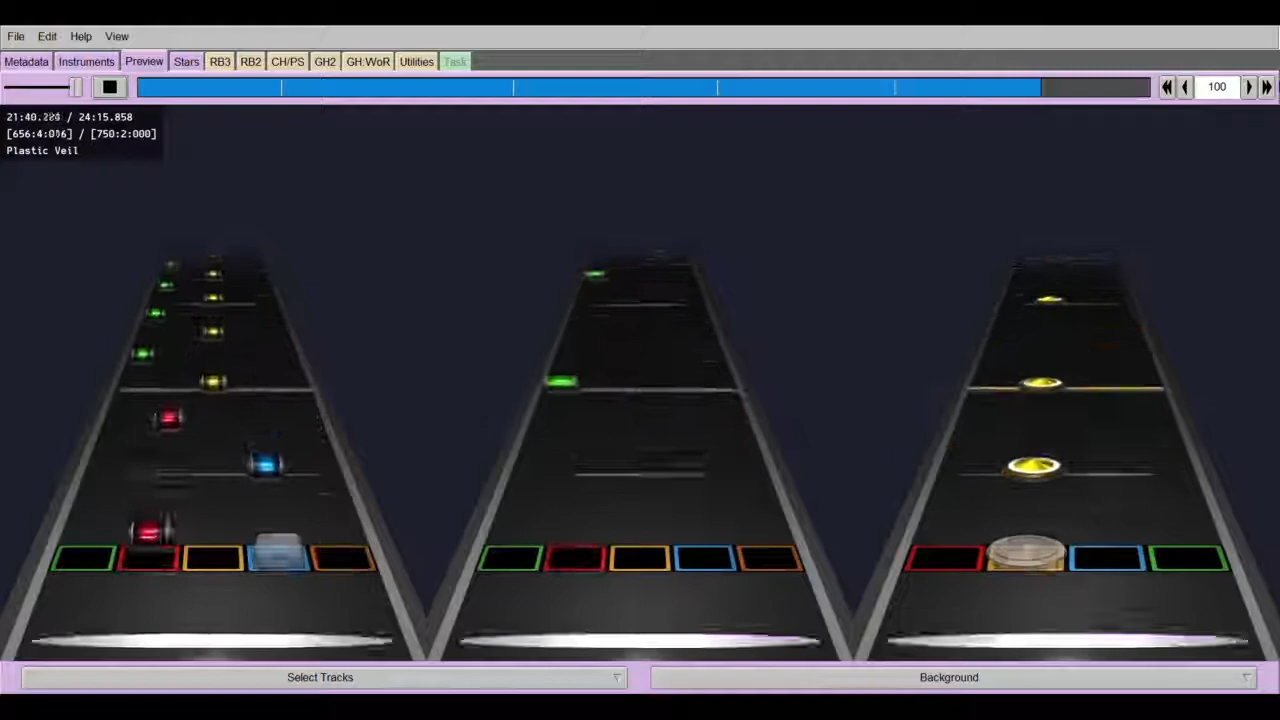 File Edit Help View
Metadata Instruments Preview Stars RB3 RB2 CH/PS GH2 GH:WoR Utilities Task
100
/ 24:15.858
/ [750:2:000]
Plastic Veil
Select Tracks Background